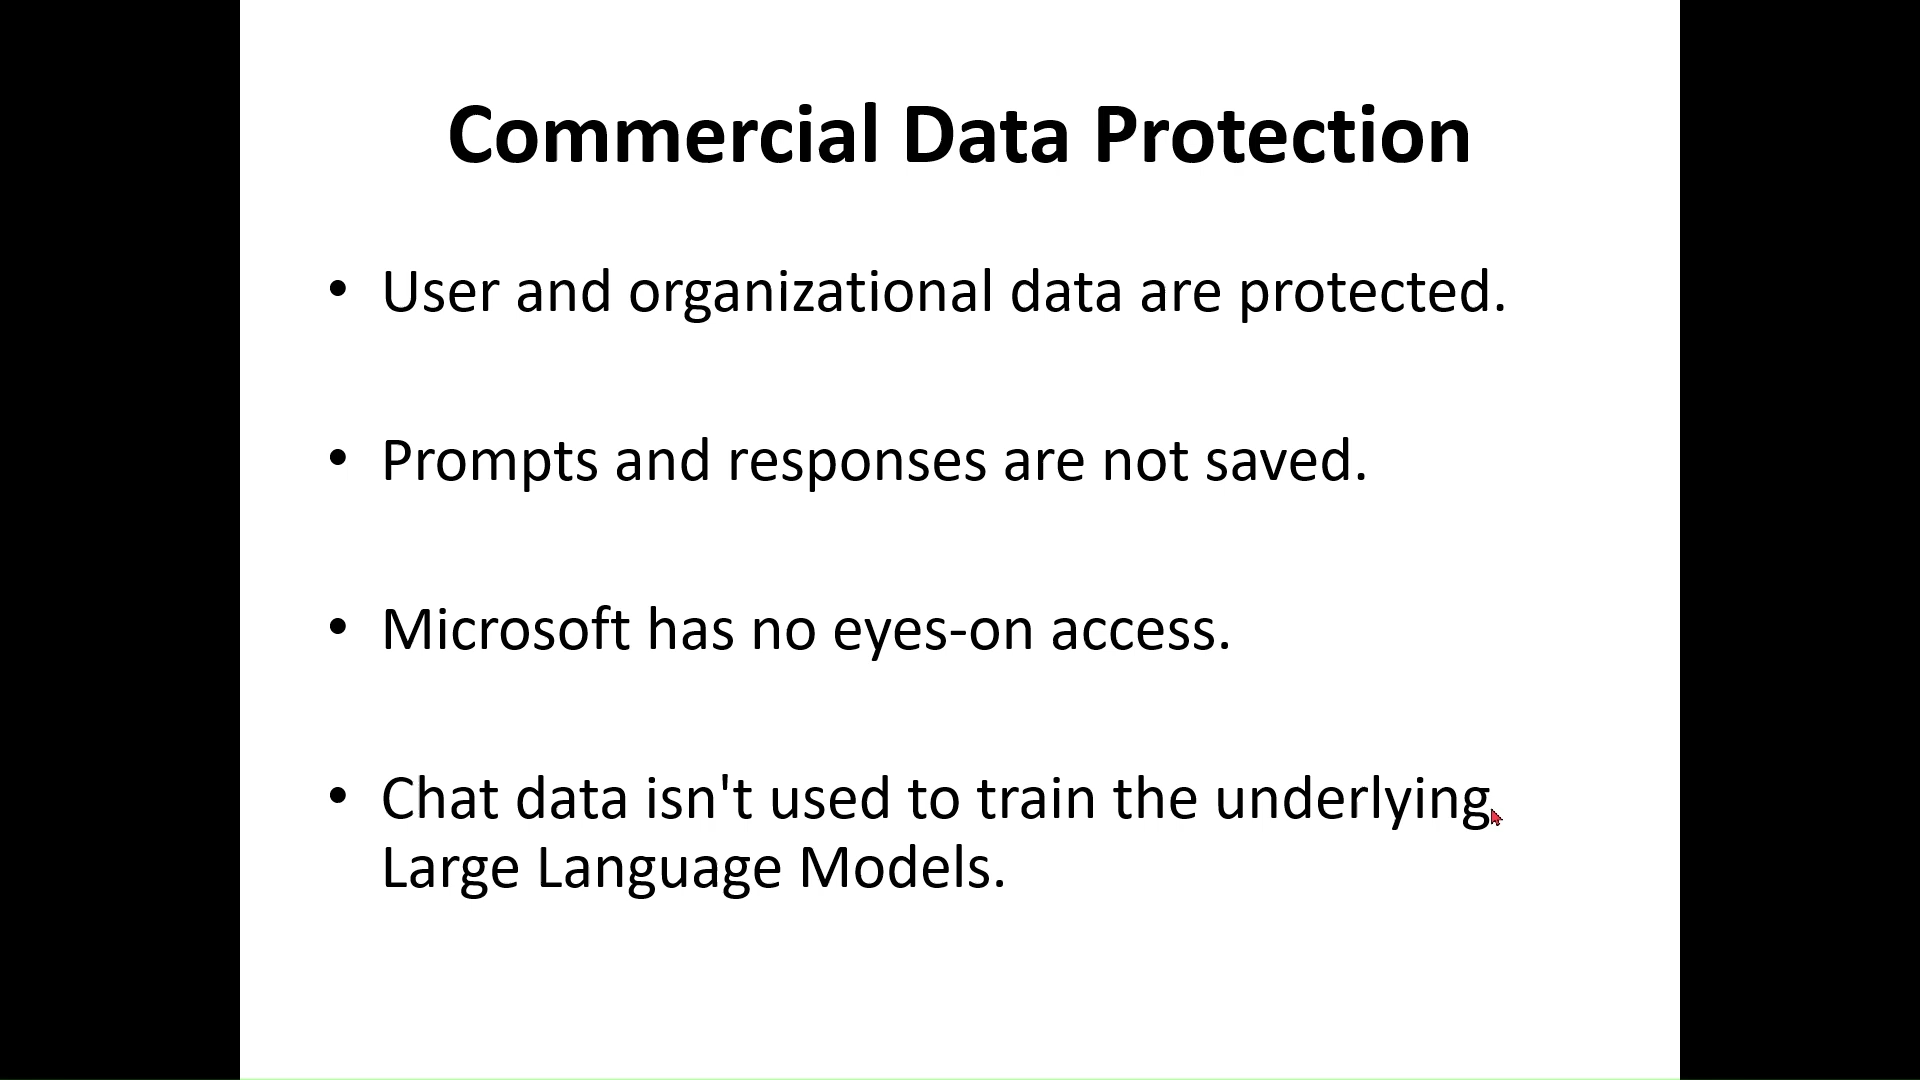 Commercial Data Protection
• User and organizational data are protected.
• Prompts and responses are not saved.
• Microsoft has no eyes-on access.
• Chat data isn't used to train the underlying
Large Language Models.